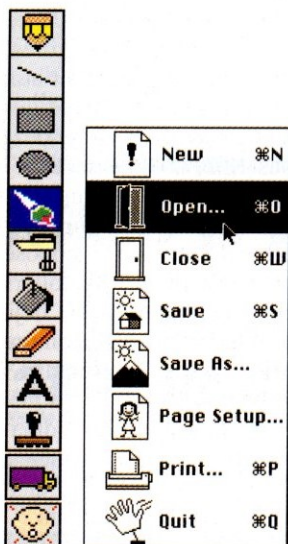 New ⌘N
Open... ⌘O
Close ⌘W
Save ⌘S
Save As...
Page Setup...
Print... ⌘P
Quit ⌘Q
A